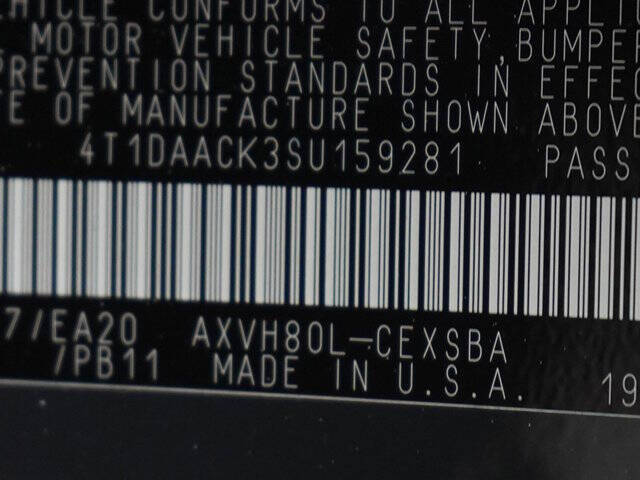 VEHICLE CONFORMS TO ALL APPLI
MOTOR VEHICLE SAFETY, BUMPER
PREVENTION STANDARDS IN EFFEC
E OF MANUFACTURE SHOWN ABOVE
4T1DAACK3SU159281 PASS
7/EA20 AXVH80L-CEXSBA
/PB11 MADE IN U.S.A. 19